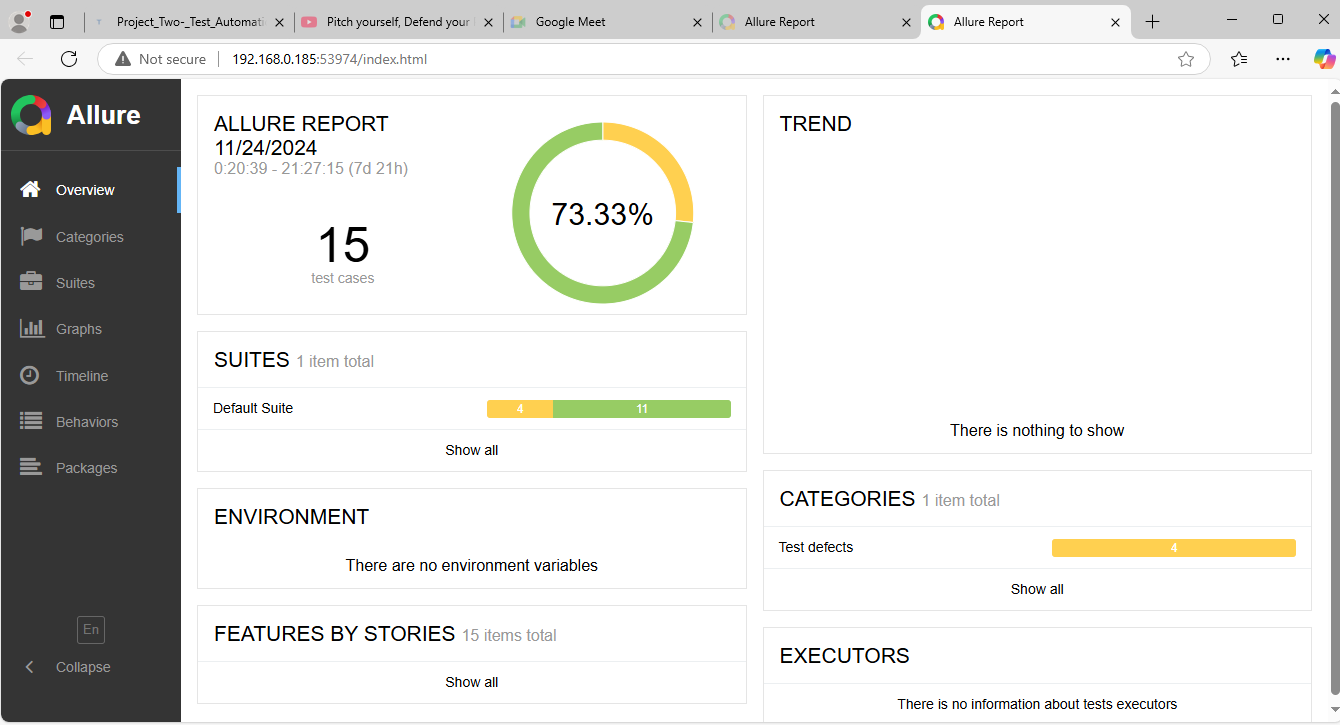 Project_Two-_Test_Automati
Pitch yourself, Defend your
Google Meet
Allure Report
Allure Report
Not secure
192.168.0.185:53974/index.html
Allure
Overview
Categories
Suites
Graphs
Timeline
Behaviors
Packages
En
Collapse
ALLURE REPORT
11/24/2024
0:20:39 - 21:27:15 (7d 21h)
15
test cases
73.33%
SUITES 1 item total
Default Suite 4 11
Show all
ENVIRONMENT
There are no environment variables
FEATURES BY STORIES 15 items total
Show all
TREND
There is nothing to show
CATEGORIES 1 item total
Test defects 4
Show all
EXECUTORS
There is no information about tests executors